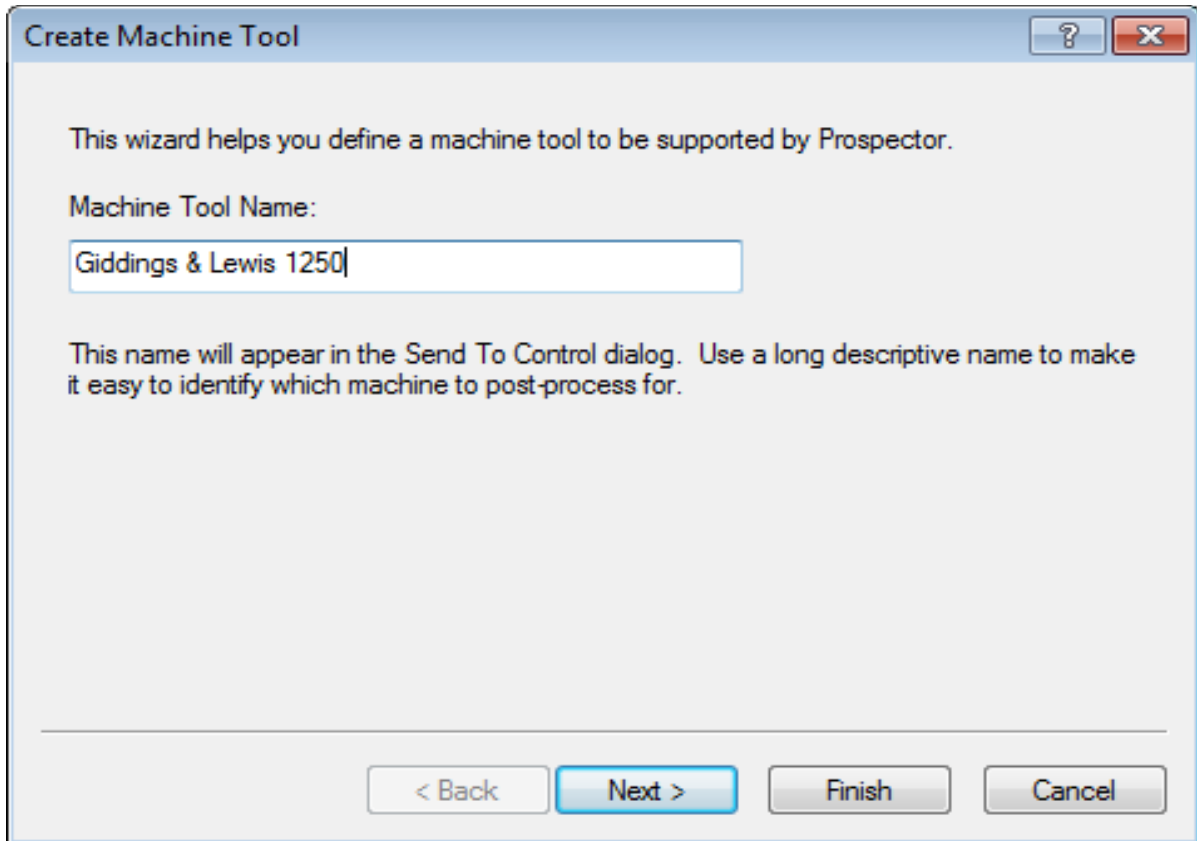 Create Machine Tool
This wizard helps you define a machine tool to be supported by Prospector.
Machine Tool Name:
Giddings & Lewis 1250
This name will appear in the Send To Control dialog.  Use a long descriptive name to make
it easy to identify which machine to post-process for.
< Back
Next >
Finish
Cancel